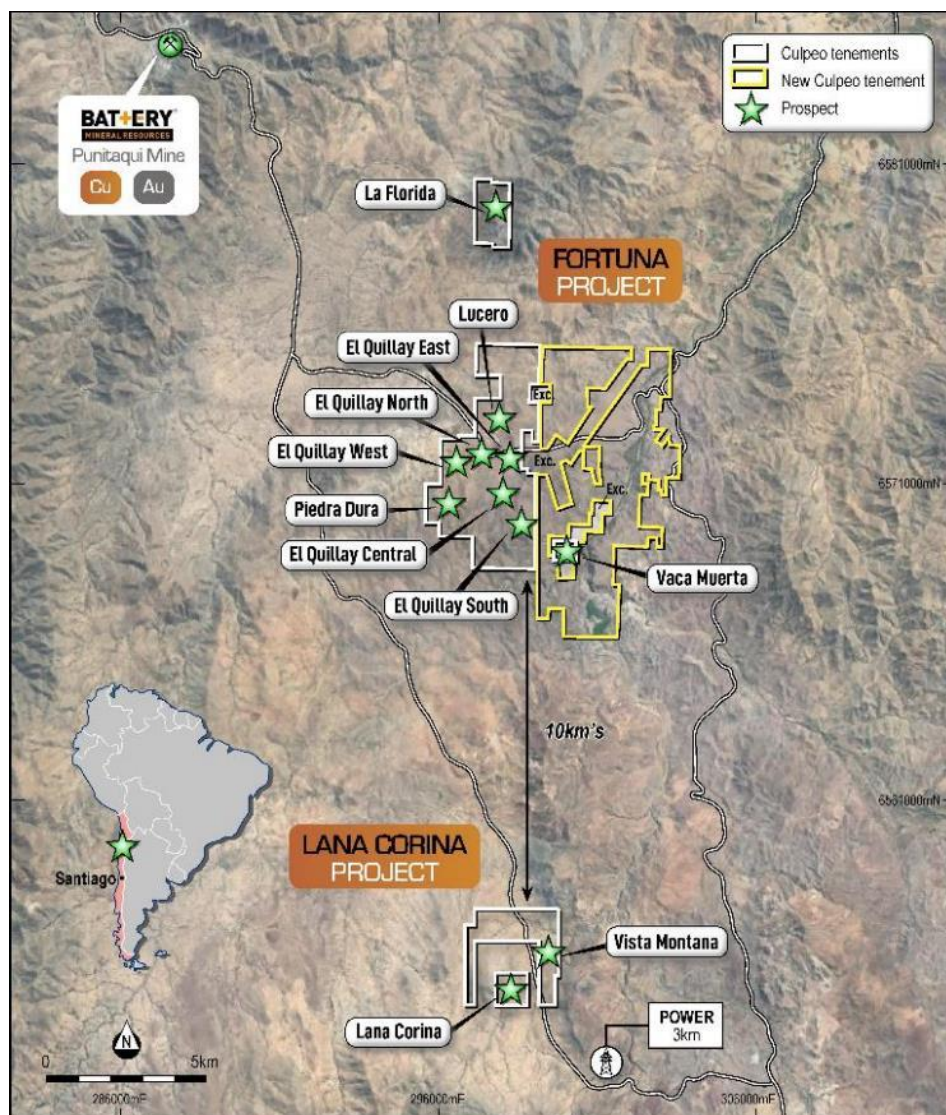 Culpeo tenements
New Culpeo tenement
Prospect
BATTERY
MINERAL RESOURCES
Punitaqui Mine
Cu
Au
6581000mN
La Florida
FORTUNA
PROJECT
Lucero
El Quillay East
El Quillay North
Exc.
El Quillay West
Exc.
6571000mN
Exc.
Piedra Dura
El Quillay Central
Vaca Muerta
El Quillay South
10km's
6561000mN
LANA CORINA
PROJECT
Santiago
Vista Montana
Lana Corina
POWER
3km
N
0
5km
286000mE
296000mE
306000mE